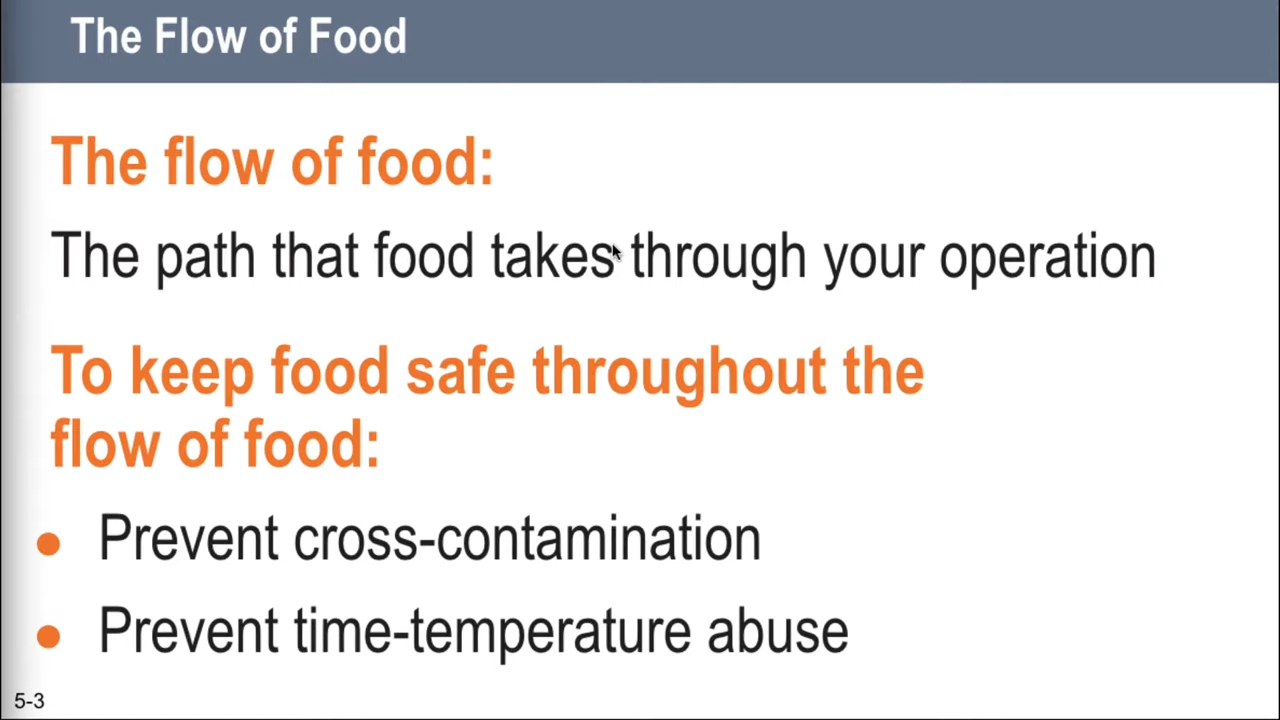 The Flow of Food
The flow of food:
The path that food takes through your operation
To keep food safe throughout the
flow of food:
Prevent cross-contamination
Prevent time-temperature abuse
5-3